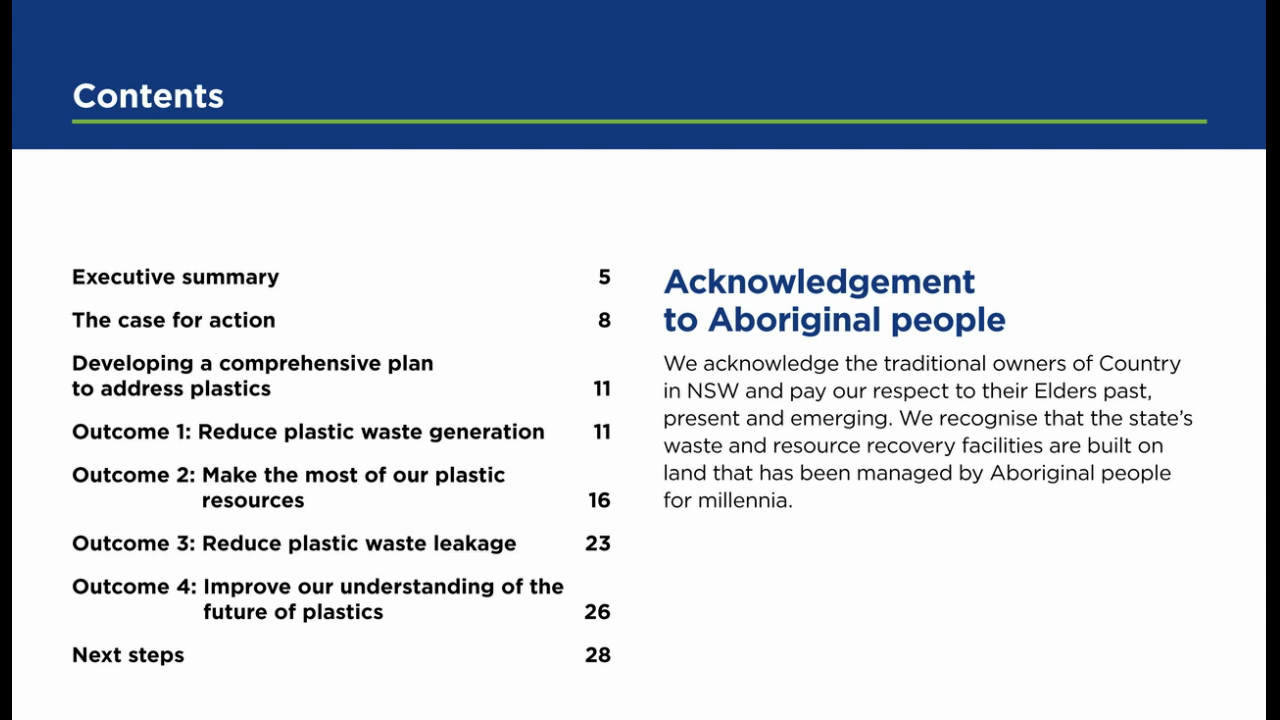 Contents
Executive summary 5
The case for action 8
Developing a comprehensive plan
to address plastics 11
Outcome 1: Reduce plastic waste generation 11
Outcome 2: Make the most of our plastic
resources 16
Outcome 3: Reduce plastic waste leakage 23
Outcome 4: Improve our understanding of the
future of plastics 26
Next steps 28
Acknowledgement
to Aboriginal people
We acknowledge the traditional owners of Country
in NSW and pay our respect to their Elders past,
present and emerging. We recognise that the state’s
waste and resource recovery facilities are built on
land that has been managed by Aboriginal people
for millennia.